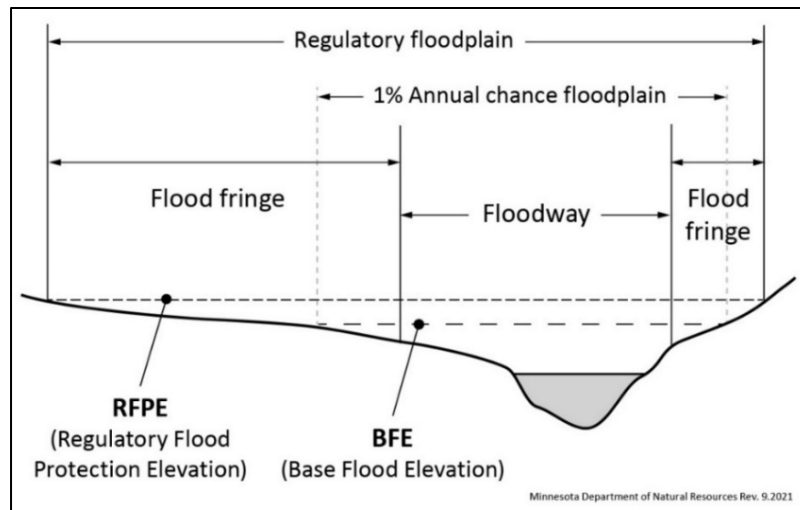 Regulatory floodplain
1% Annual chance floodplain
Flood fringe
Floodway
Flood
fringe
RFPE
(Regulatory Flood
Protection Elevation)
BFE
(Base Flood Elevation)
Minnesota Department of Natural Resources Rev. 9.2021